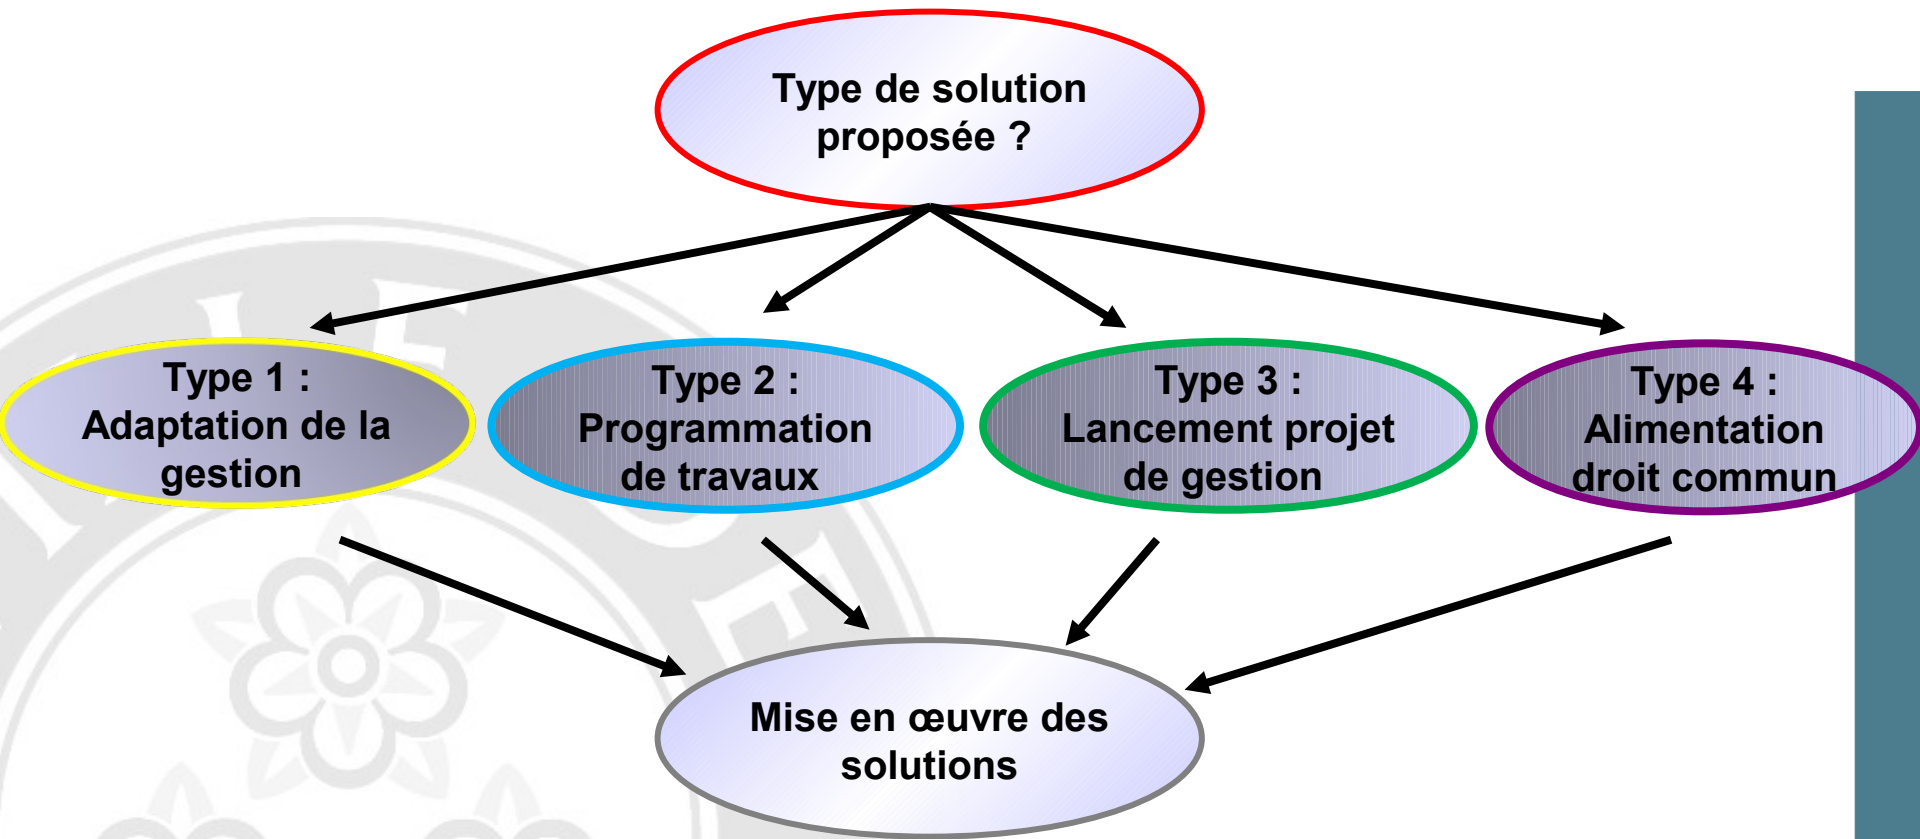 Type de solution
proposée ?
Type 1 :
Adaptation de la
gestion
Type 2 :
Programmation
de travaux
Type 3 :
Lancement projet
de gestion
Type 4 :
Alimentation
droit commun
Mise en œuvre des
solutions